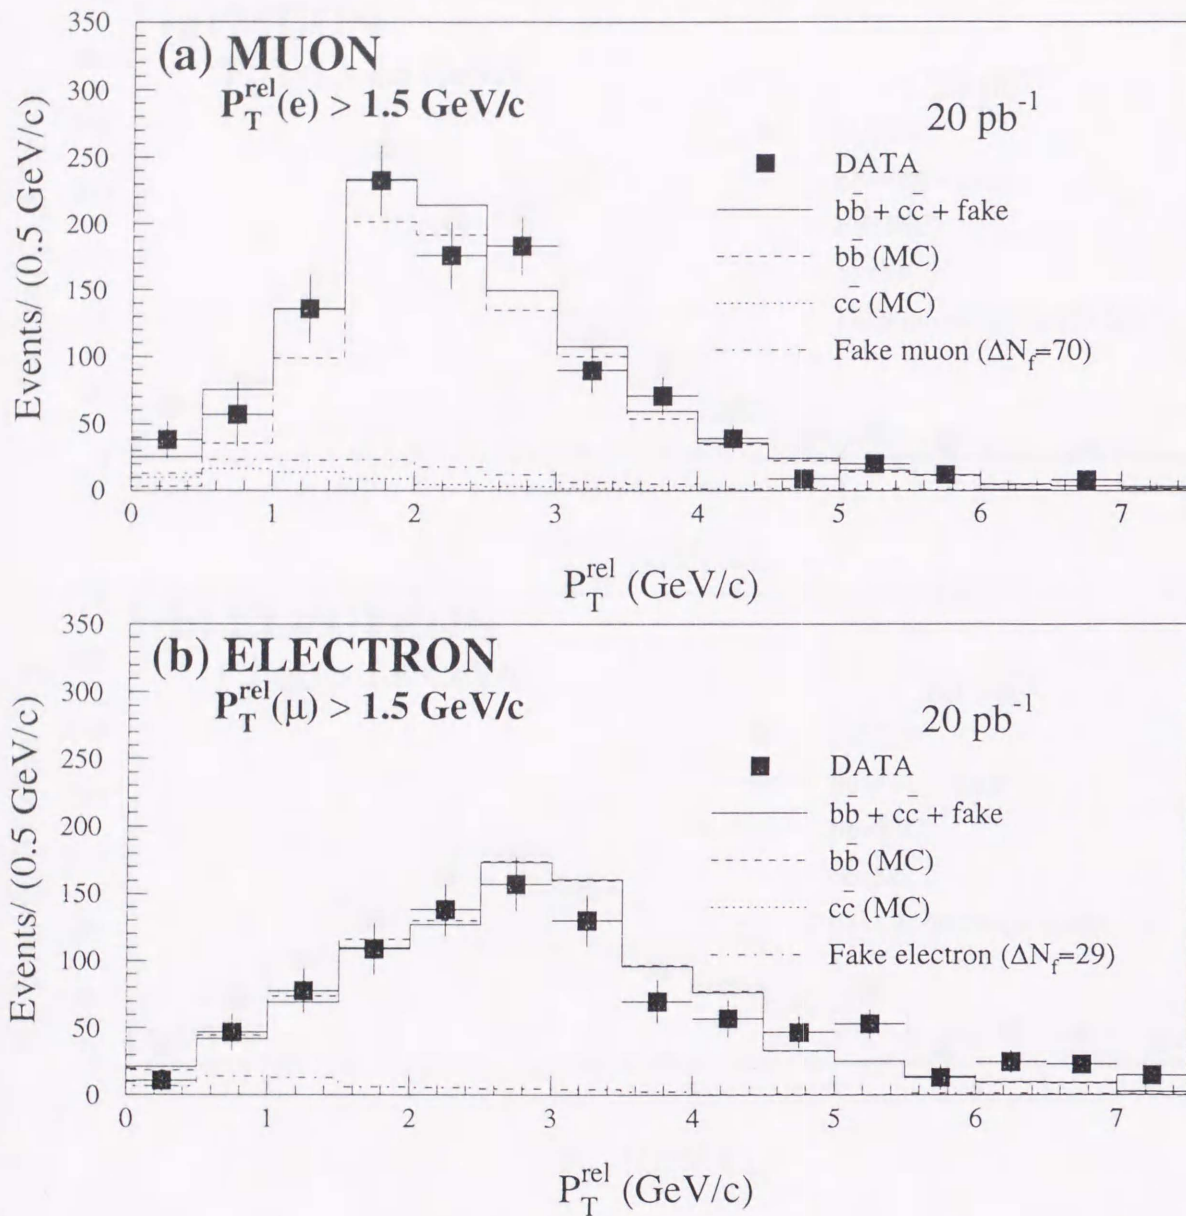 350
300
250
200
150
100
50
0
Events/ (0.5 GeV/c)
(a) MUON
P_T^rel(e) > 1.5 GeV/c
20 pb⁻¹
DATA
bb̄ + cc̄ + fake
bb̄ (MC)
cc̄ (MC)
Fake muon (ΔN_f=70)
0 1 2 3 4 5 6 7
P_T^rel (GeV/c)
350
300
250
200
150
100
50
0
Events/ (0.5 GeV/c)
(b) ELECTRON
P_T^rel(μ) > 1.5 GeV/c
20 pb⁻¹
DATA
bb̄ + cc̄ + fake
bb̄ (MC)
cc̄ (MC)
Fake electron (ΔN_f=29)
0 1 2 3 4 5 6 7
P_T^rel (GeV/c)